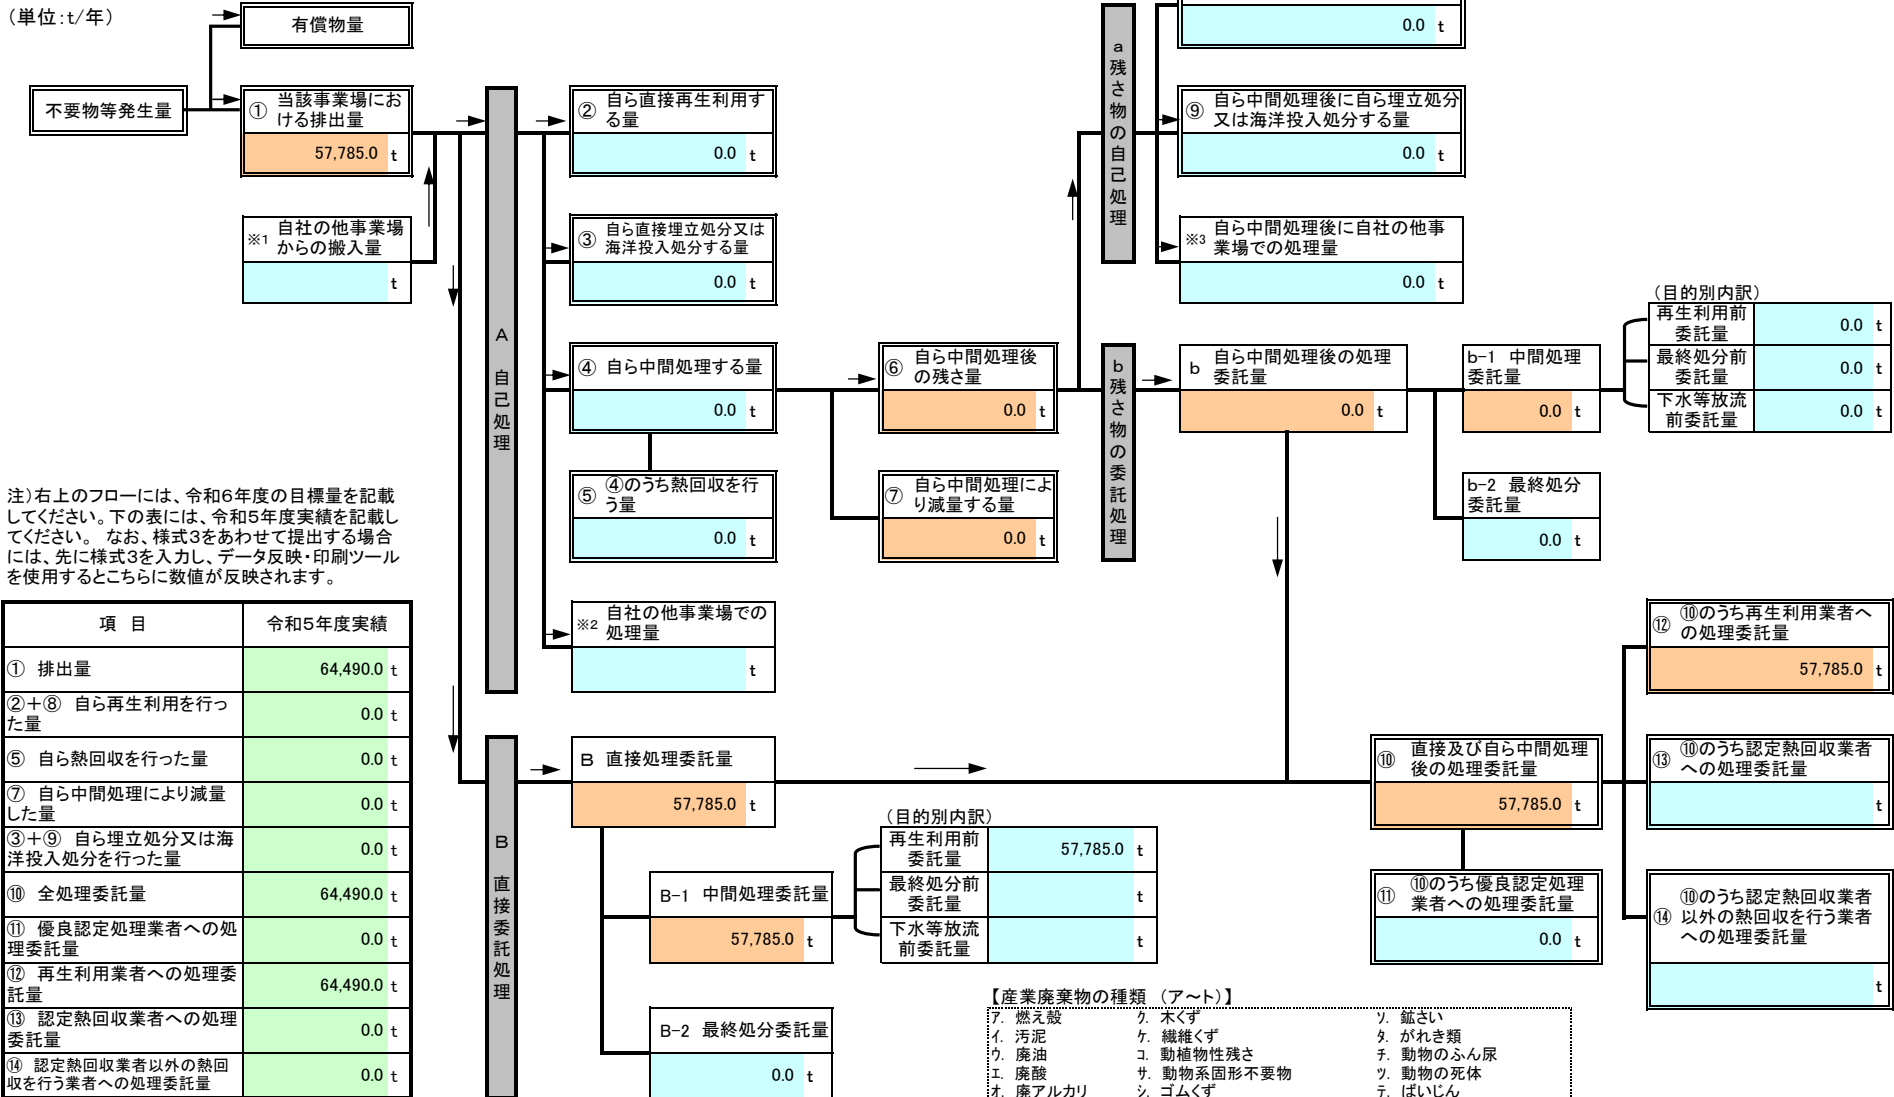 (単位:t/年)
有償物量
不要物等発生量
① 当該事業場にお
ける排出量
57,785.0 t
※1 自社の他事業場
からの搬入量
t
A 自己処理
② 自ら直接再生利用す
る量
0.0 t
③ 自ら直接埋立処分又は
海洋投入処分する量
0.0 t
④ 自ら中間処理する量
0.0 t
⑤ ④のうち熱回収を行
う量
0.0 t
※2 自社の他事業場での
処理量
t
⑥ 自ら中間処理後
の残さ量
0.0 t
⑦ 自ら中間処理によ
り減量する量
0.0 t
a 残さ物の自己処理
0.0 t
⑨ 自ら中間処理後に自ら埋立処分
又は海洋投入処分する量
0.0 t
※3 自ら中間処理後に自社の他事
業場での処理量
0.0 t
b 残さ物の委託処理
b 自ら中間処理後の処理
委託量
0.0 t
b-1 中間処理
委託量
0.0 t
b-2 最終処分
委託量
0.0 t
(目的別内訳)
再生利用前
委託量
0.0 t
最終処分前
委託量
0.0 t
下水等放流
前委託量
0.0 t
注)右上のフローには、令和6年度の目標量を記載
してください。下の表には、令和5年度実績を記載し
てください。 なお、様式3をあわせて提出する場合
には、先に様式3を入力し、データ反映・印刷ツール
を使用するとこちらに数値が反映されます。
項 目 令和5年度実績
① 排出量 64,490.0 t
②+⑧ 自ら再生利用を行っ
た量 0.0 t
⑤ 自ら熱回収を行った量 0.0 t
⑦ 自ら中間処理により減量
した量 0.0 t
③+⑨ 自ら埋立処分又は海
洋投入処分を行った量 0.0 t
⑩ 全処理委託量 64,490.0 t
⑪ 優良認定処理業者への処
理委託量 0.0 t
⑫ 再生利用業者への処理委
託量 64,490.0 t
⑬ 認定熱回収業者への処理
委託量 0.0 t
⑭ 認定熱回収業者以外の熱回
収を行う業者への処理委託量 0.0 t
B 直接委託処理
B 直接処理委託量
57,785.0 t
B-1 中間処理委託量
57,785.0 t
B-2 最終処分委託量
0.0 t
(目的別内訳)
再生利用前
委託量
57,785.0 t
最終処分前
委託量
t
下水等放流
前委託量
t
⑩ 直接及び自ら中間処理
後の処理委託量
57,785.0 t
⑪ ⑩のうち優良認定処理
業者への処理委託量
0.0 t
⑫ ⑩のうち再生利用業者へ
の処理委託量
57,785.0 t
⑬ ⑩のうち認定熱回収業者
への処理委託量
t
⑭ ⑩のうち認定熱回収業者
以外の熱回収を行う業者
への処理委託量
t
【産業廃棄物の種類 (ア~ト)】
ア. 燃え殻 ク. 木くず ソ. 鉱さい
イ. 汚泥 ケ. 繊維くず タ. がれき類
ウ. 廃油 コ. 動植物性残さ チ. 動物のふん尿
エ. 廃酸 サ. 動物系固形不要物 ツ. 動物の死体
オ. 廃アルカリ シ. ゴムくず テ. ばいじん